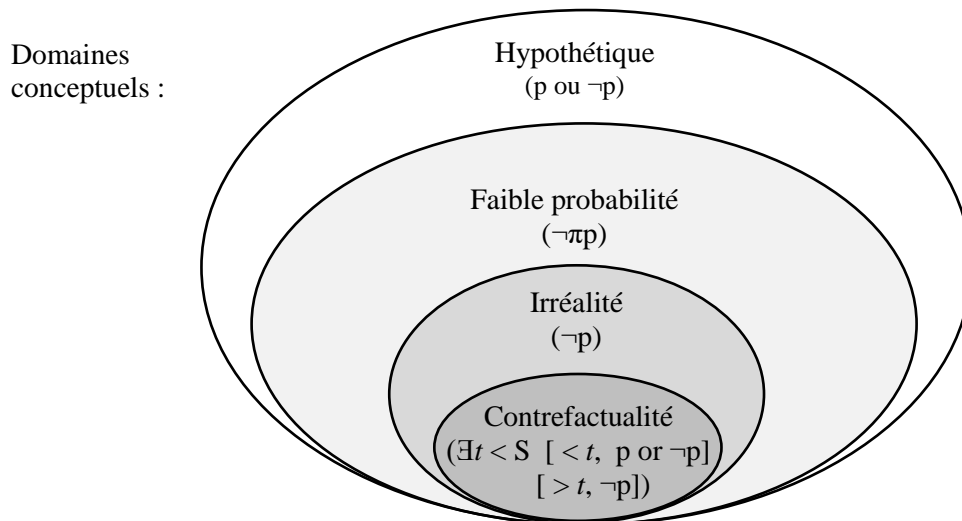 Domaines
conceptuels :
Hypothétique
(p ou ¬p)
Faible probabilité
(¬πp)
Irréalité
(¬p)
Contrefactualité
(∃t < S [ < t, p or ¬p]
[ > t, ¬p])